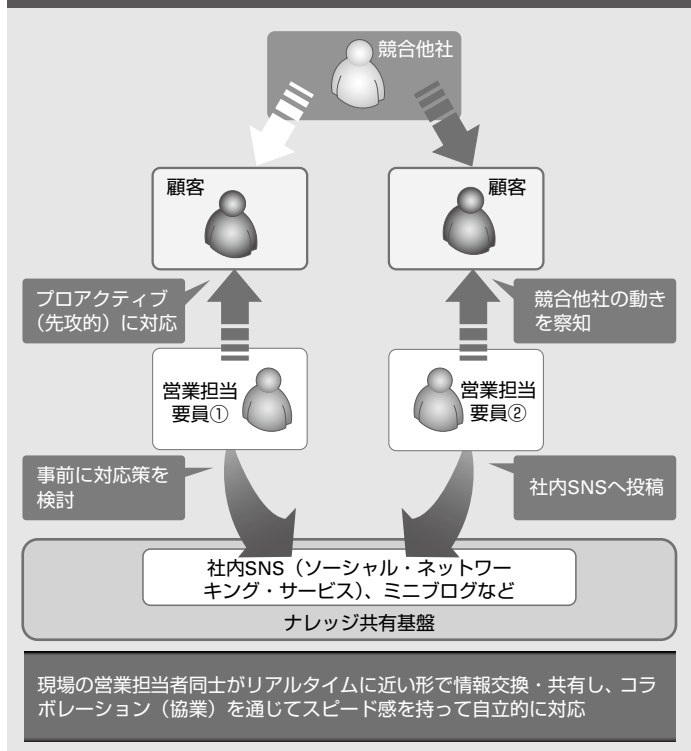 競合他社
顧客
顧客
プロアクティブ
（先攻的）に対応
競合他社の動き
を察知
営業担当
要員①
営業担当
要員②
事前に対応策を
検討
社内SNSへ投稿
社内SNS（ソーシャル・ネットワー
キング・サービス）、ミニブログなど
ナレッジ共有基盤
現場の営業担当者同士がリアルタイムに近い形で情報交換・共有し、コラ
ボレーション（協業）を通じてスピード感を持って自立的に対応